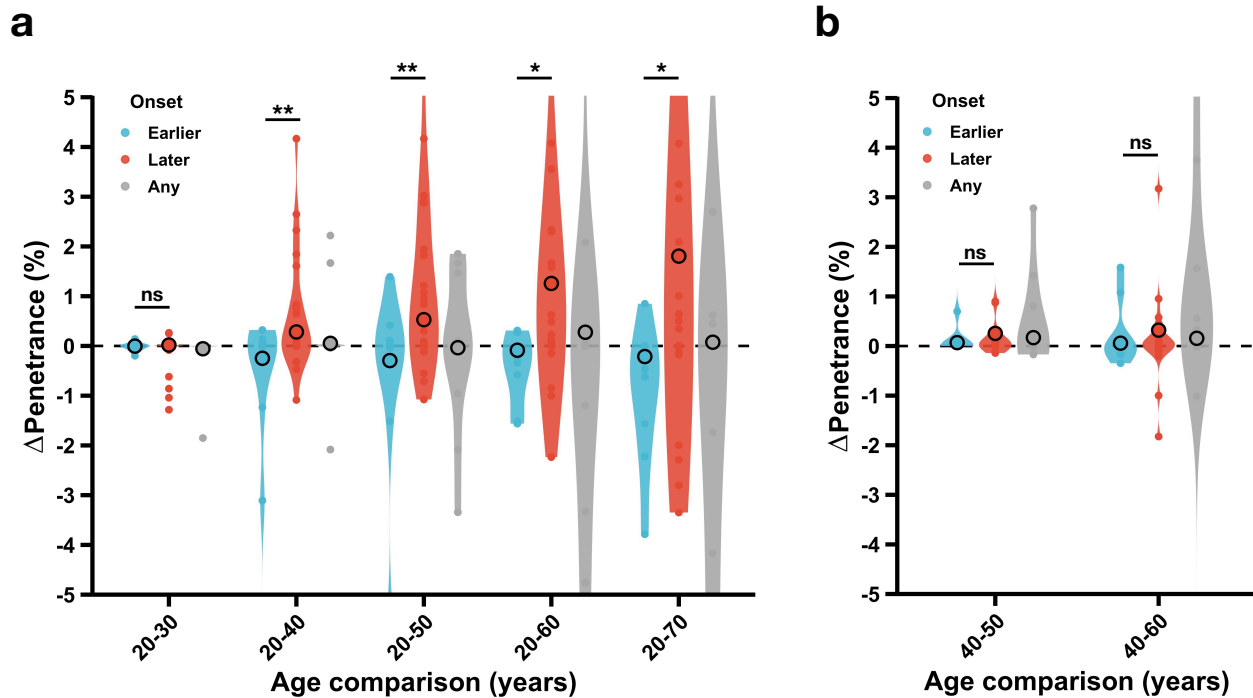 a
ΔPenetrance (%)
5
4
3
2
1
0
-1
-2
-3
-4
-5
Onset
Earlier
Later
Any
ns
**
**
*
*
20-30
20-40
20-50
20-60
20-70
Age comparison (years)
b
ΔPenetrance (%)
5
4
3
2
1
0
-1
-2
-3
-4
-5
Onset
Earlier
Later
Any
ns
ns
40-50
40-60
Age comparison (years)